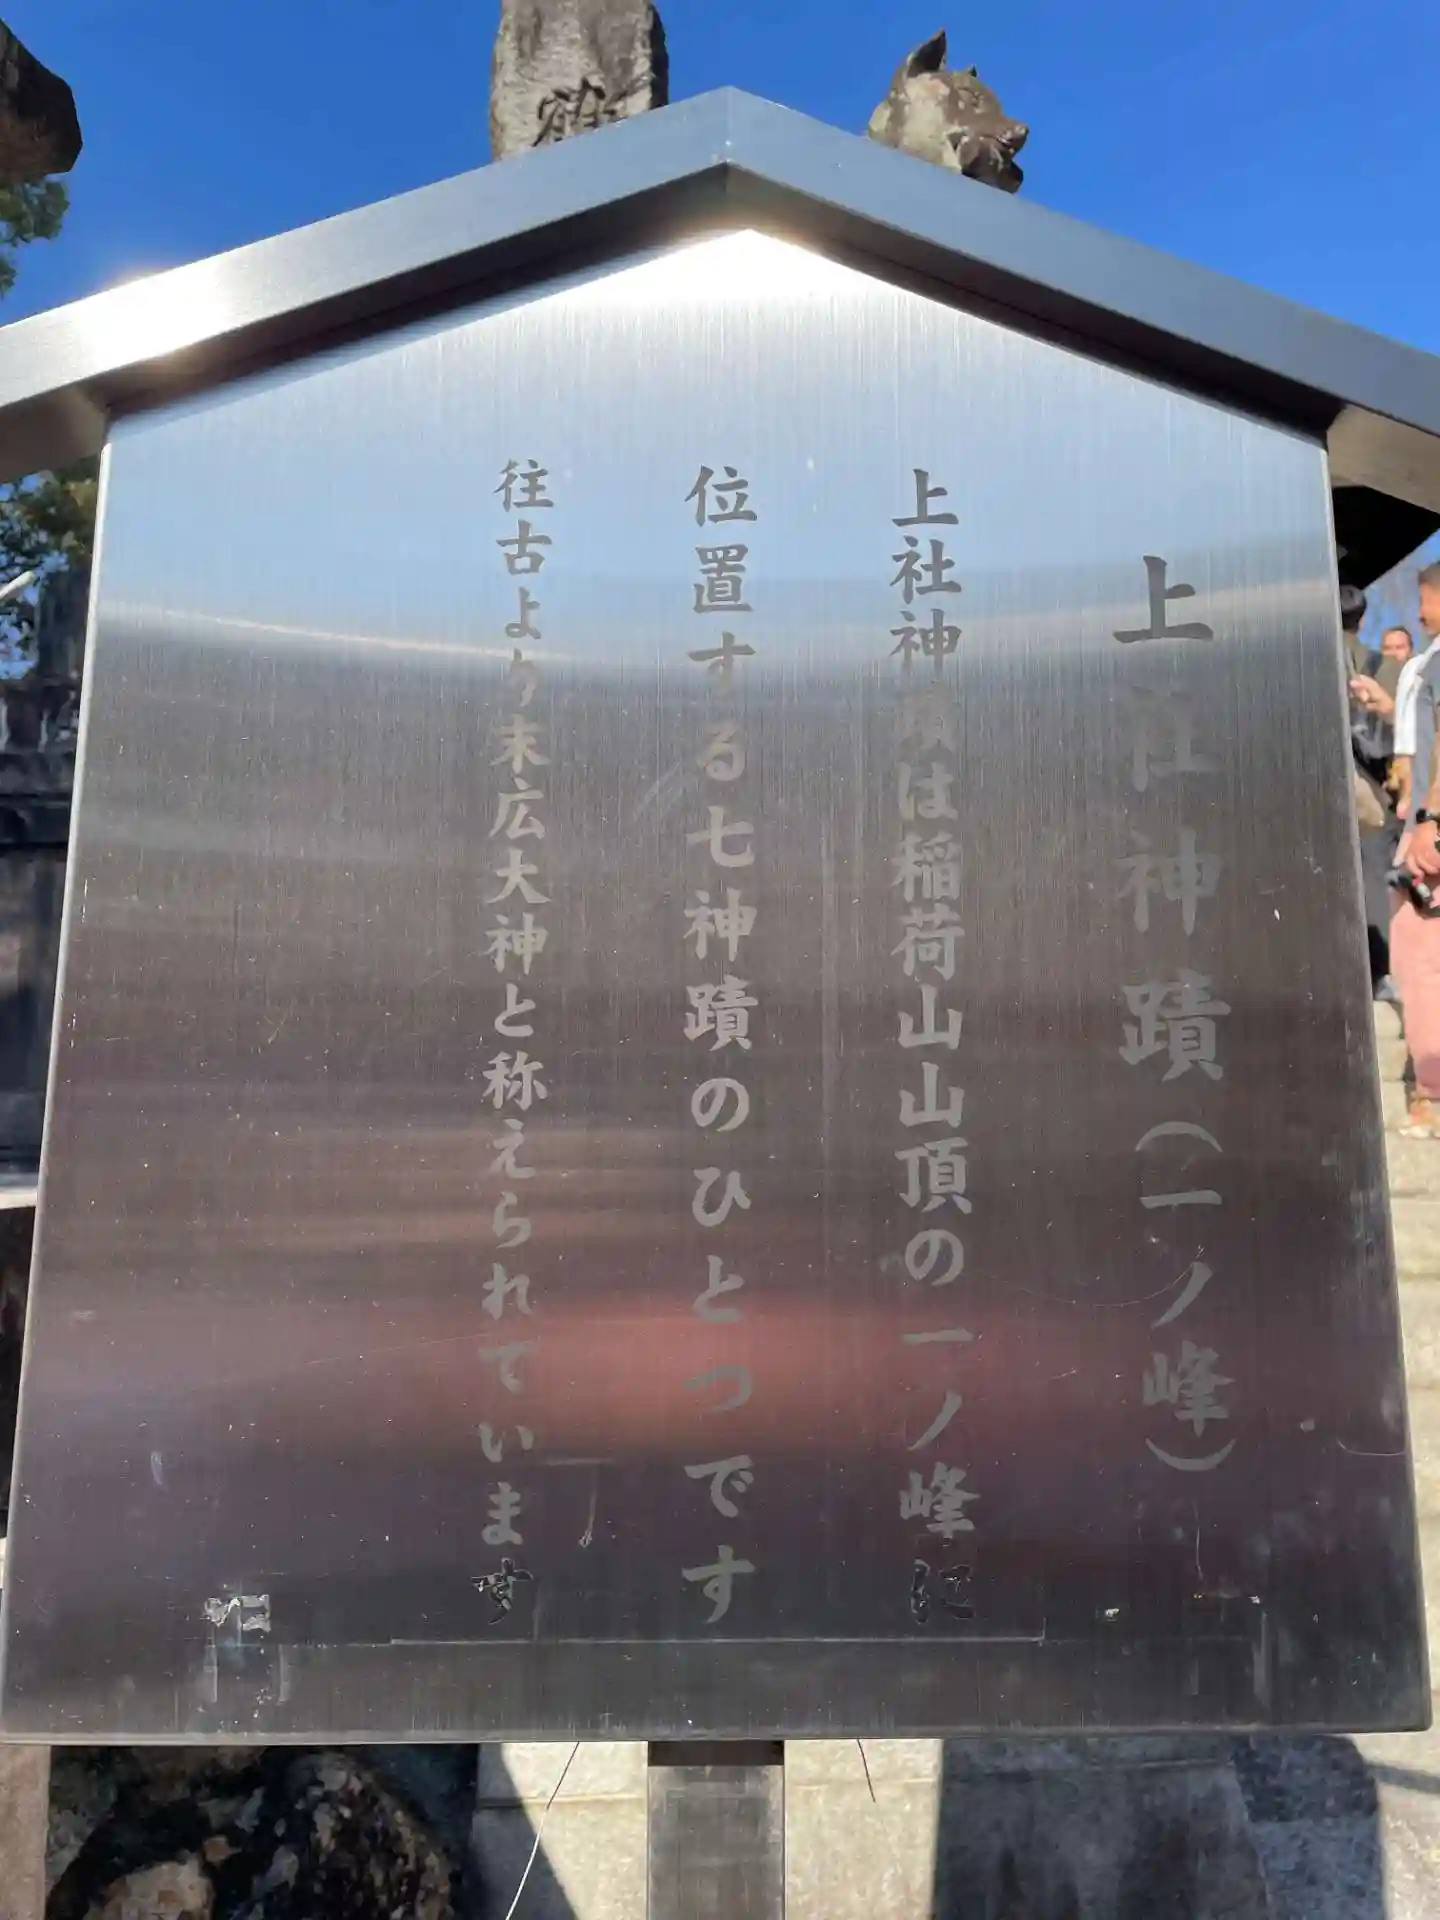 上社神蹟（一ノ峰）
上社神蹟は稲荷山山頂の一ノ峰に
位置する七神蹟のひとつです
往古より末広大神と称えられています